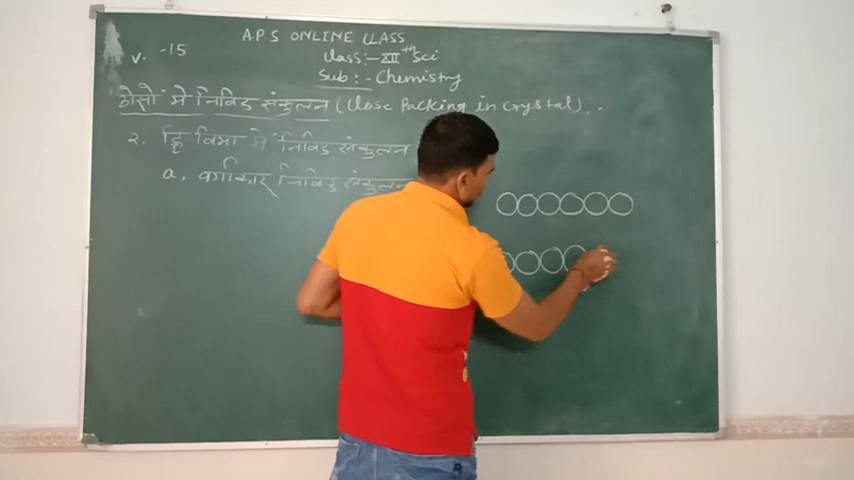 A.P S ONLINE CLASS
v. -15
Class:- XII th Sci
Sub:- Chemistry
ठोसो मे निविड संकुलन (Close Packing in Crystal)..
२. द्वि विमा मे निविड संकुलन
a. वर्गाकार निविड संकुलन